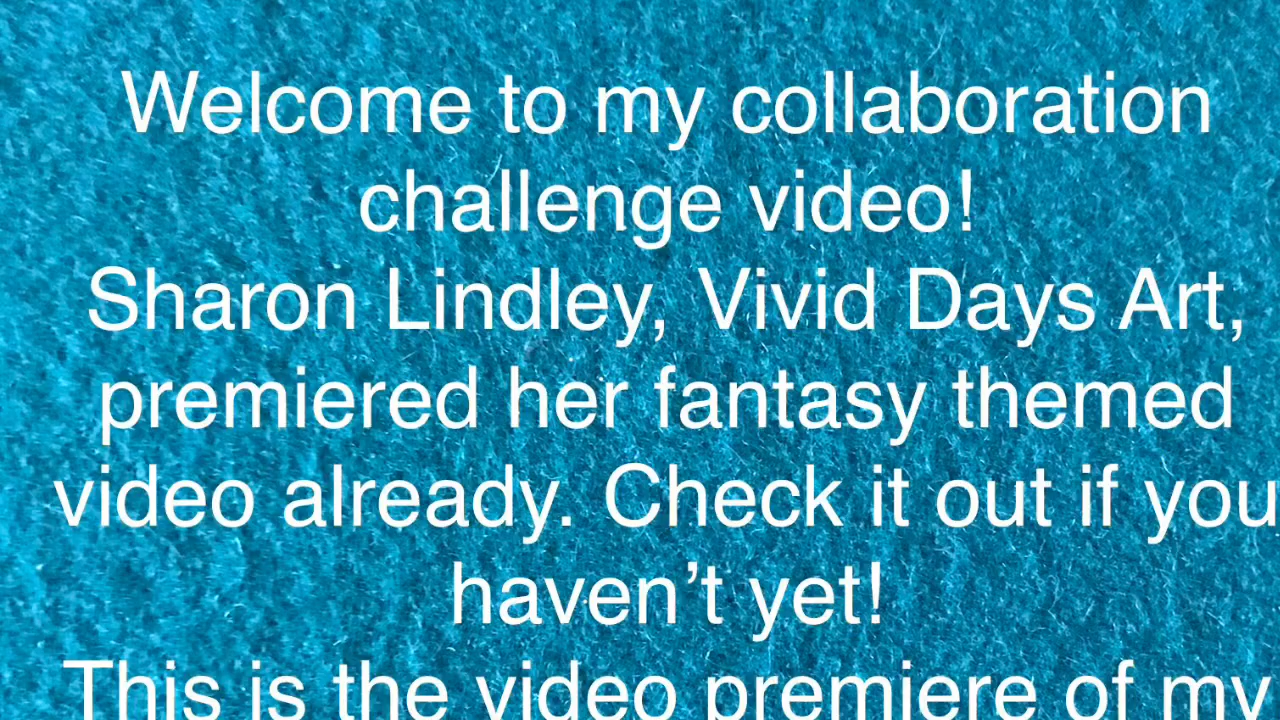 Welcome to my collaboration
challenge video!
Sharon Lindley, Vivid Days Art,
premiered her fantasy themed
video already. Check it out if you
haven’t yet!
This is the video premiere of my